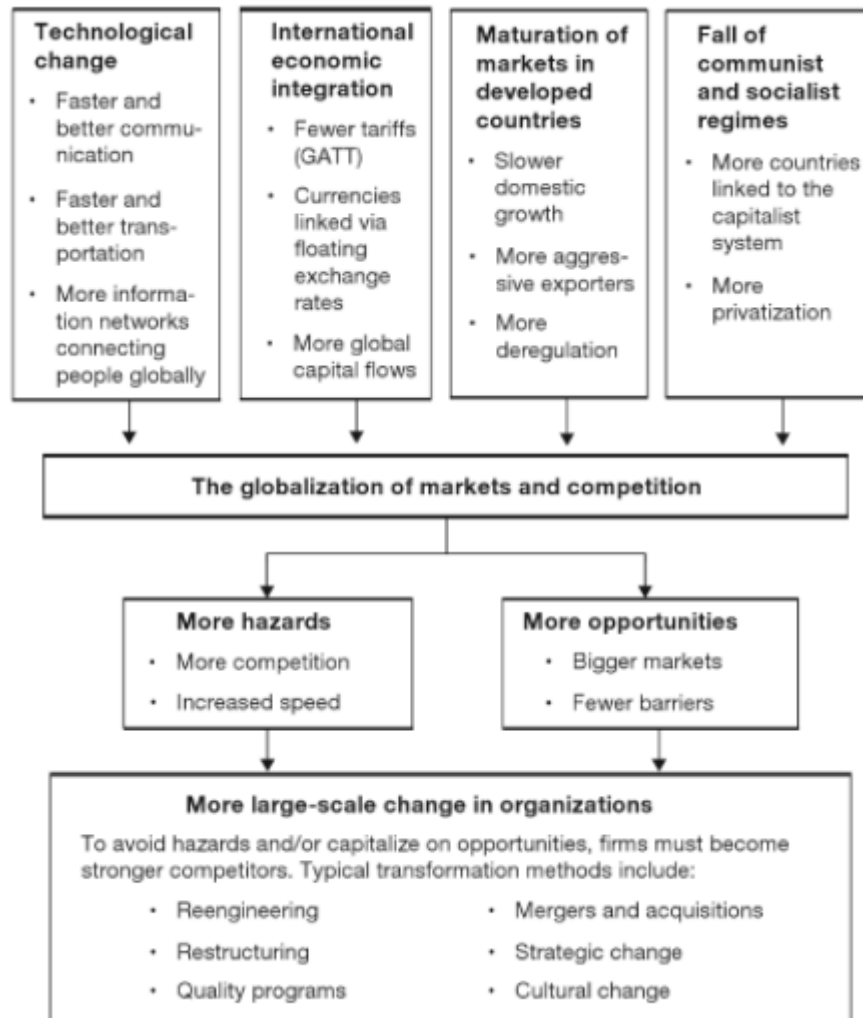 Technological
change
• Faster and
better commu-
nication
• Faster and
better trans-
portation
• More informa-
tion networks
connecting
people globally
International
economic
integration
• Fewer tariffs
(GATT)
• Currencies
linked via
floating
exchange
rates
• More global
capital flows
Maturation of
markets in
developed
countries
• Slower
domestic
growth
• More aggres-
sive exporters
• More
deregulation
Fall of
communist
and socialist
regimes
• More countries
linked to the
capitalist
system
• More
privatization
The globalization of markets and competition
More hazards
• More competition
• Increased speed
More opportunities
• Bigger markets
• Fewer barriers
More large-scale change in organizations
To avoid hazards and/or capitalize on opportunities, firms must become
stronger competitors. Typical transformation methods include:
• Reengineering
• Restructuring
• Quality programs
• Mergers and acquisitions
• Strategic change
• Cultural change